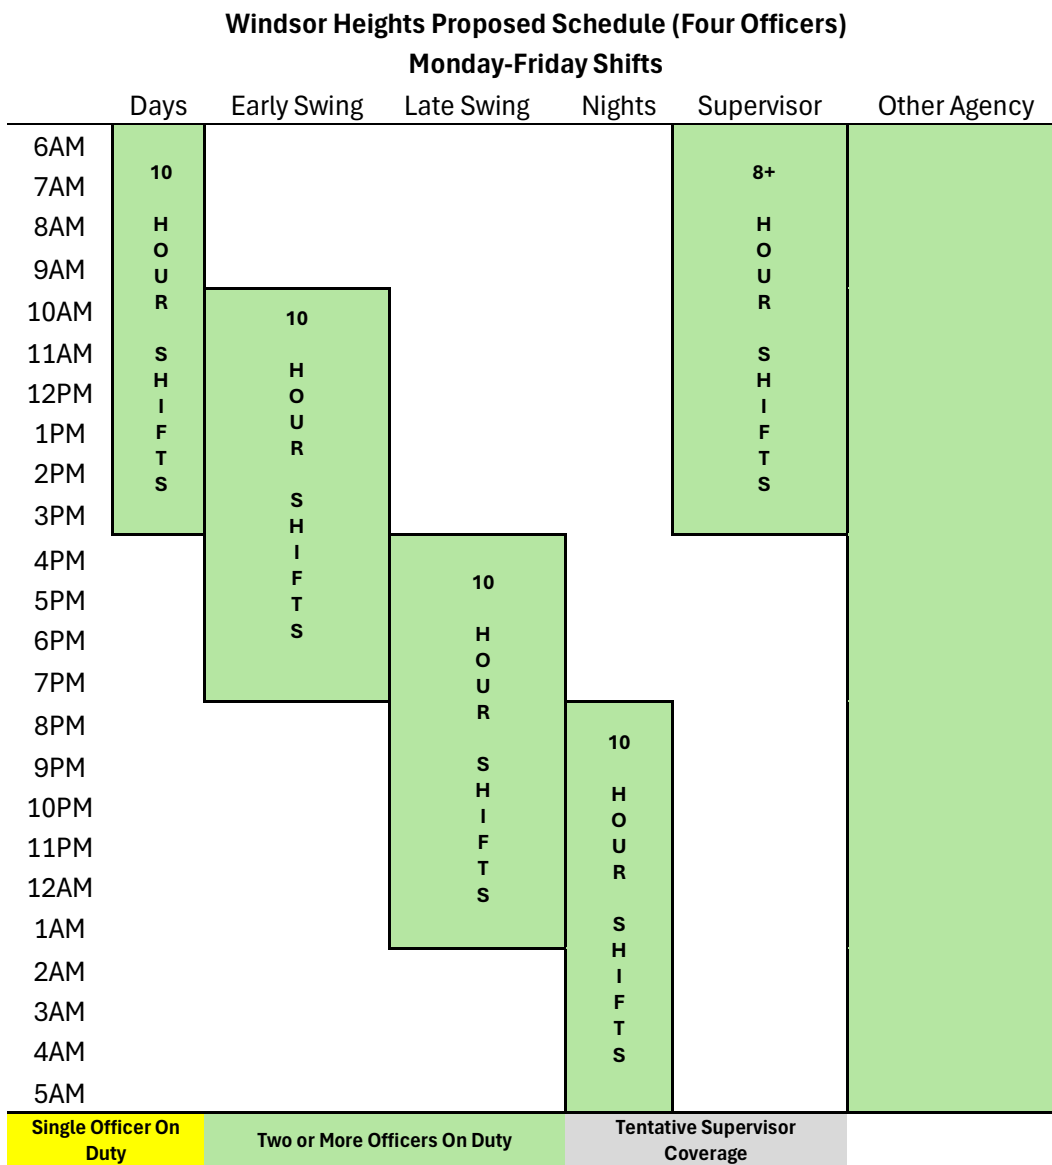 Windsor Heights Proposed Schedule (Four Officers)
Monday-Friday Shifts
Days Early Swing Late Swing Nights Supervisor Other Agency
6AM
7AM
8AM
9AM
10AM
11AM
12PM
1PM
2PM
3PM
4PM
5PM
6PM
7PM
8PM
9PM
10PM
11PM
12AM
1AM
2AM
3AM
4AM
5AM
10
H
O
U
R
S
H
I
F
T
S
10
H
O
U
R
S
H
I
F
T
S
10
H
O
U
R
S
H
I
F
T
S
10
H
O
U
R
S
H
I
F
T
S
8+
H
O
U
R
S
H
I
F
T
S
Single Officer On
Duty
Two or More Officers On Duty
Tentative Supervisor
Coverage